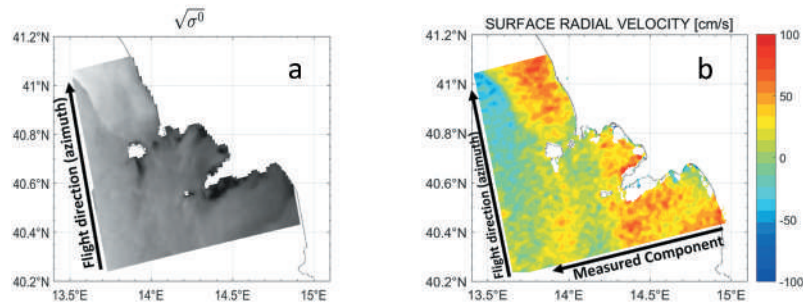 √σ⁰
a
41.2°N
41°N
40.8°N
40.6°N
40.4°N
40.2°N
13.5°E
14°E
14.5°E
15°E
Flight direction (azimuth)
SURFACE RADIAL VELOCITY [cm/s]
b
41.2°N
41°N
40.8°N
40.6°N
40.4°N
40.2°N
13.5°E
14°E
14.5°E
15°E
Flight direction (azimuth)
Measured Component
100
50
0
-50
-100